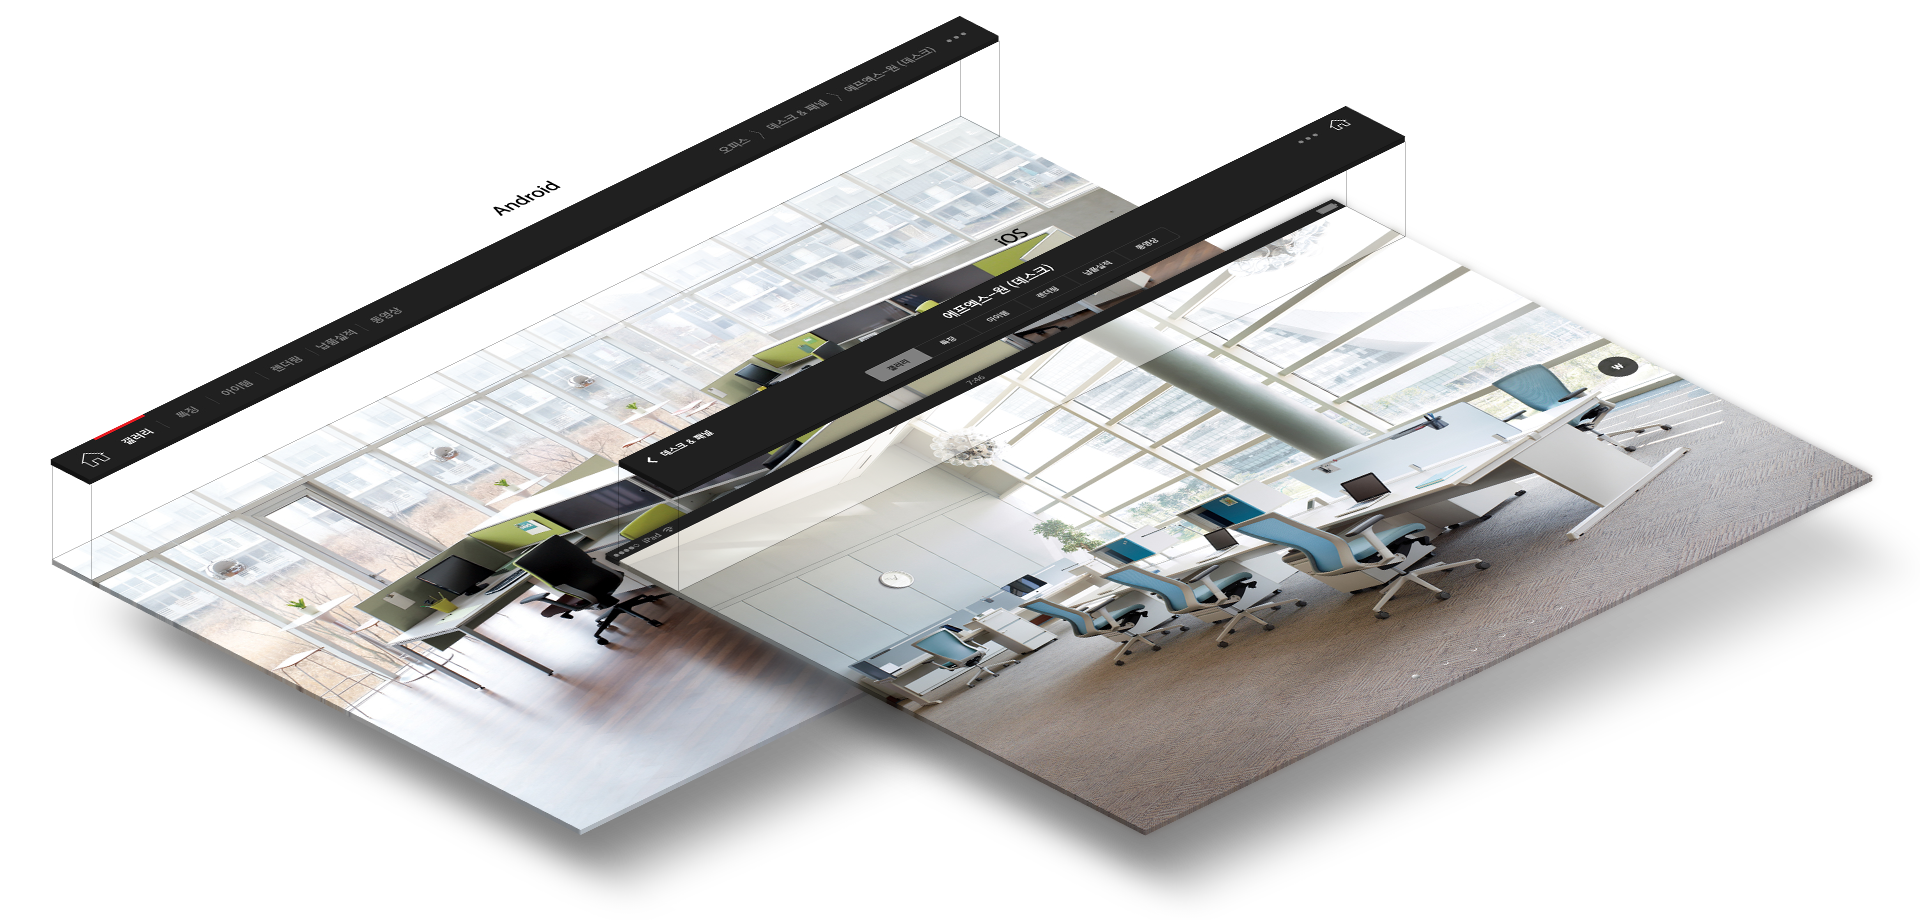 Android
갤러리 특징 아이템 렌더링 납품실적 동영상
오피스 > 데스크 & 패널 > 에프엑스-원 (데스크)
iOS
데스크 & 패널
에프엑스-원 (데스크)
갤러리 특징 아이템 렌더링 납품실적 동영상
iPad
7:46
W